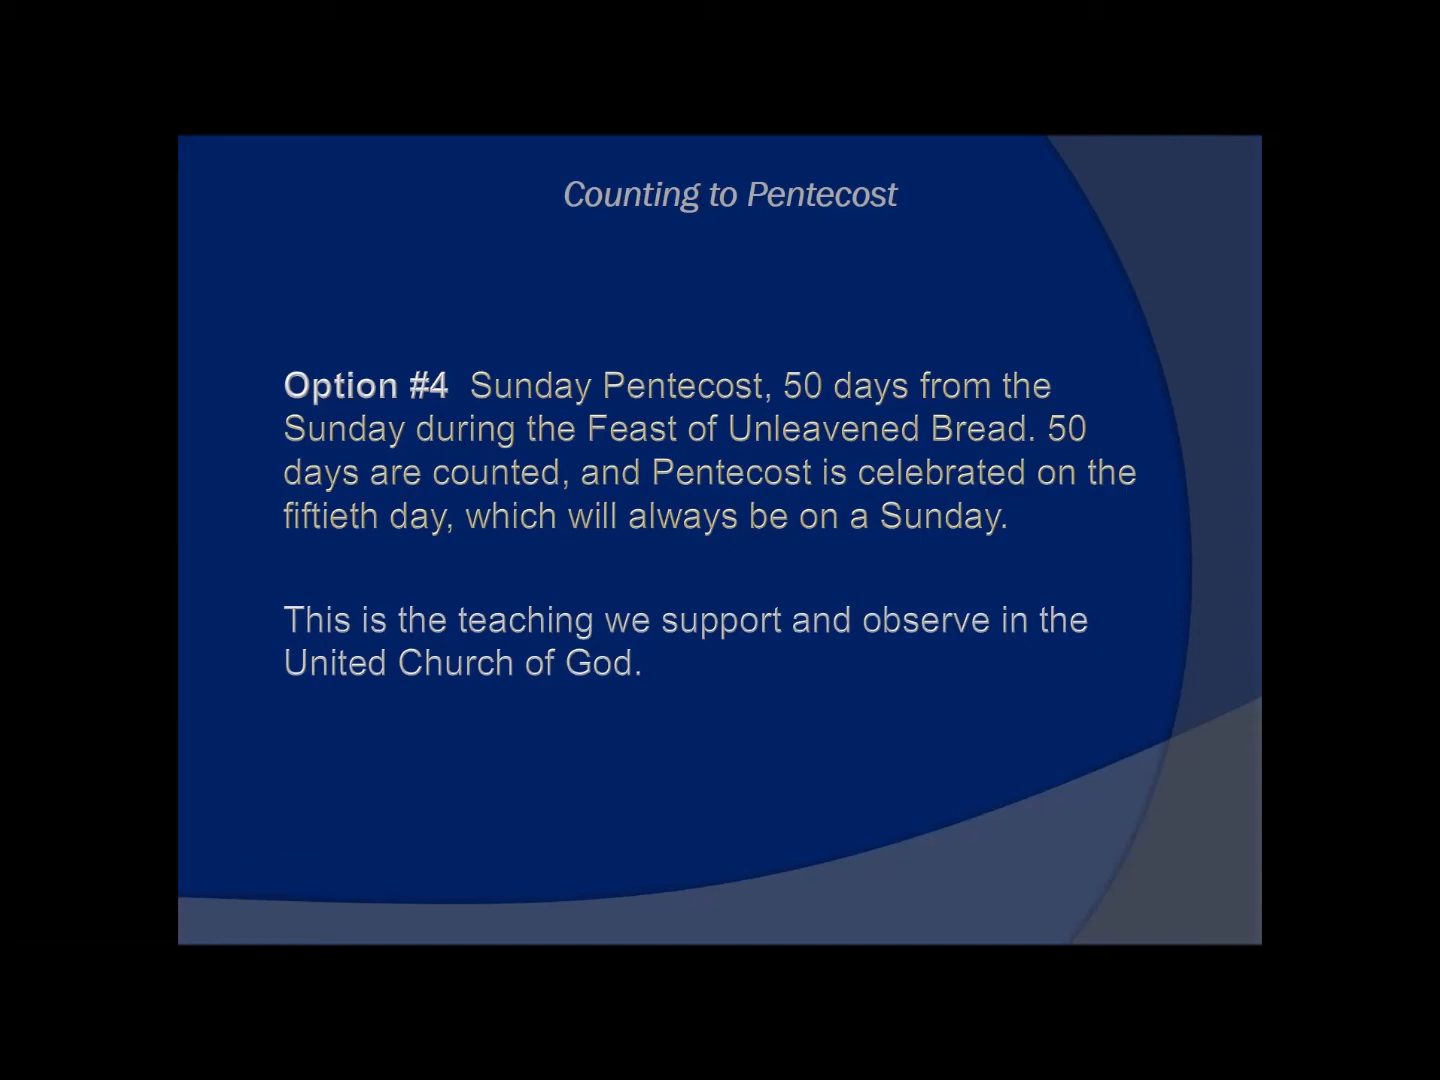 Counting to Pentecost
Option #4 Sunday Pentecost, 50 days from the
Sunday during the Feast of Unleavened Bread. 50
days are counted, and Pentecost is celebrated on the
fiftieth day, which will always be on a Sunday.
This is the teaching we support and observe in the
United Church of God.